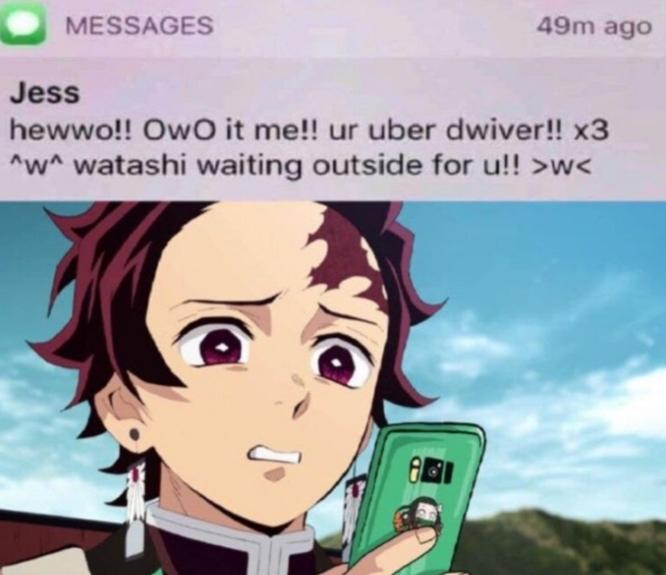 MESSAGES
49m ago
Jess
hewwo!! OwO it me!! ur uber dwiver!! x3
^w^ watashi waiting outside for u!! >w<